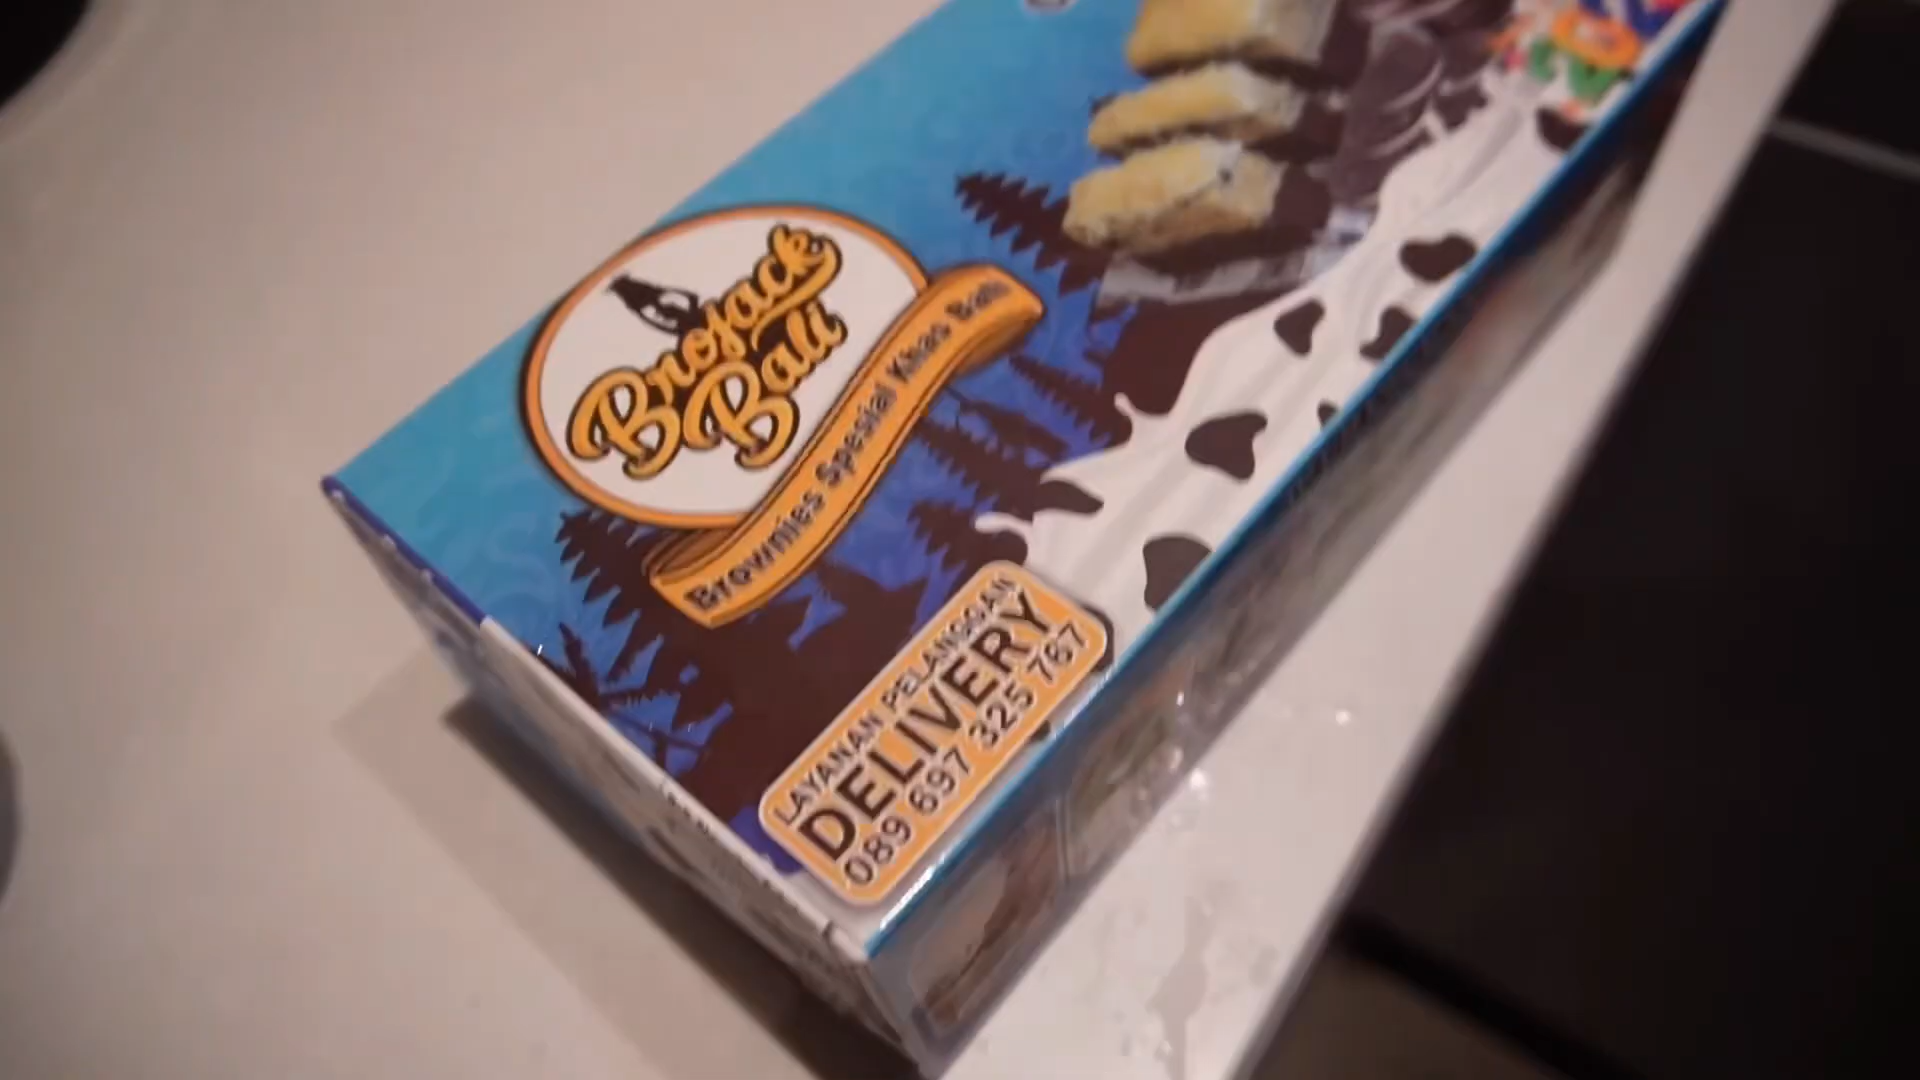 Brojack
Bali
Brownies Spesial Khas Bali
LAYANAN PELANGGAN
DELIVERY
089 697 325 767